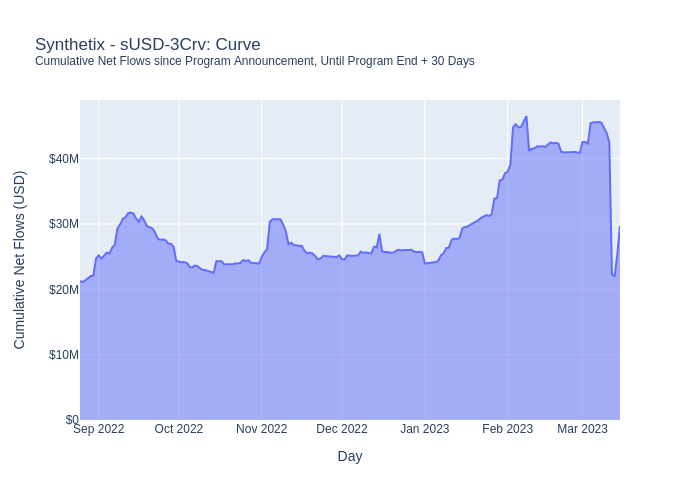 Synthetix - sUSD-3Crv: Curve
Cumulative Net Flows since Program Announcement, Until Program End + 30 Days
Cumulative Net Flows (USD)
$40M
$30M
$20M
$10M
$0
Sep 2022 Oct 2022 Nov 2022 Dec 2022 Jan 2023 Feb 2023 Mar 2023
Day